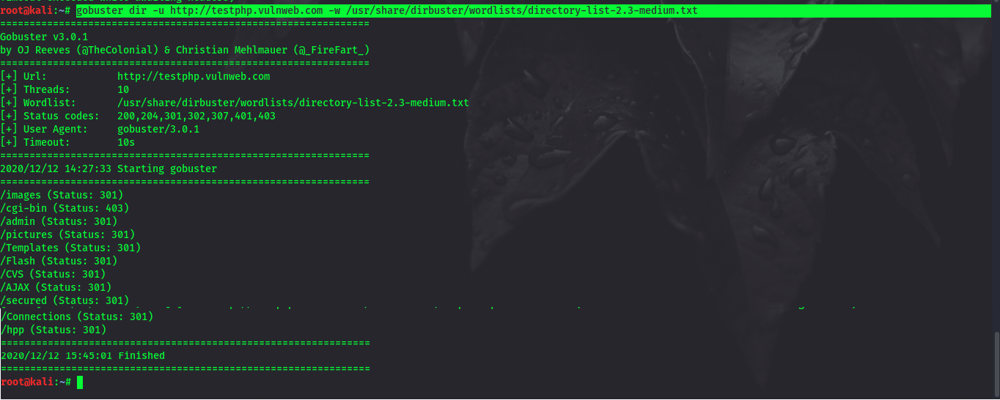 root@kali:~# gobuster dir -u http://testphp.vulnweb.com -w /usr/share/dirbuster/wordlists/directory-list-2.3-medium.txt
===============================================================
Gobuster v3.0.1
by OJ Reeves (@TheColonial) & Christian Mehlmauer (@_FireFart_)
===============================================================
[+] Url:            http://testphp.vulnweb.com
[+] Threads:        10
[+] Wordlist:       /usr/share/dirbuster/wordlists/directory-list-2.3-medium.txt
[+] Status codes:   200,204,301,302,307,401,403
[+] User Agent:     gobuster/3.0.1
[+] Timeout:        10s
===============================================================
2020/12/12 14:27:33 Starting gobuster
===============================================================
/images (Status: 301)
/cgi-bin (Status: 403)
/admin (Status: 301)
/pictures (Status: 301)
/Templates (Status: 301)
/Flash (Status: 301)
/CVS (Status: 301)
/AJAX (Status: 301)
/secured (Status: 301)
/Connections (Status: 301)
/hpp (Status: 301)
===============================================================
2020/12/12 15:45:01 Finished
===============================================================
root@kali:~#